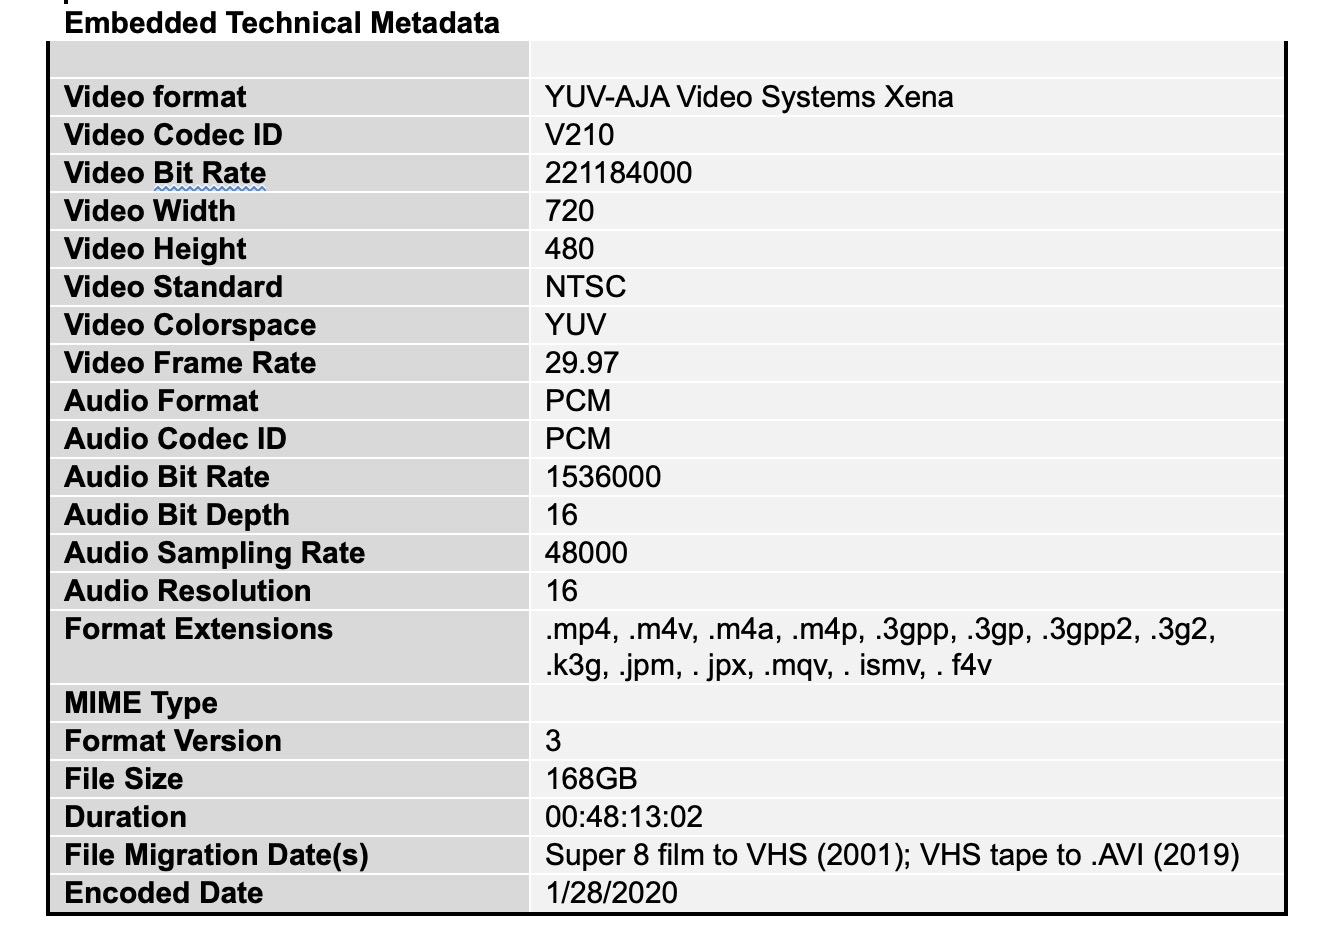 Embedded Technical Metadata
Video format YUV-AJA Video Systems Xena
Video Codec ID V210
Video Bit Rate 221184000
Video Width 720
Video Height 480
Video Standard NTSC
Video Colorspace YUV
Video Frame Rate 29.97
Audio Format PCM
Audio Codec ID PCM
Audio Bit Rate 1536000
Audio Bit Depth 16
Audio Sampling Rate 48000
Audio Resolution 16
Format Extensions .mp4, .m4v, .m4a, .m4p, .3gpp, .3gp, .3gpp2, .3g2,
.k3g, .jpm, . jpx, .mqv, . ismv, . f4v
MIME Type
Format Version 3
File Size 168GB
Duration 00:48:13:02
File Migration Date(s) Super 8 film to VHS (2001); VHS tape to .AVI (2019)
Encoded Date 1/28/2020